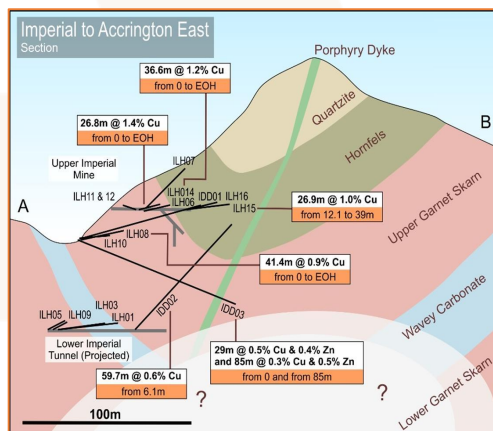 Imperial to Accrington East
Section
Porphyry Dyke
36.6m @ 1.2% Cu
from 0 to EOH
Quartzite
26.8m @ 1.4% Cu
from 0 to EOH
Hornfels
Upper Imperial
Mine
ILH07
ILH014
ILH11 & 12
ILH06
IDD01
ILH16
ILH15
26.9m @ 1.0% Cu
from 12.1 to 39m
Upper Garnet Skarn
A
A
ILH08
ILH10
41.4m @ 0.9% Cu
from 0 to EOH
Wavey Carbonate
ILH03
ILH05
ILH09
ILH01
IDD02
IDD03
Lower Imperial
Tunnel (Projected)
29m @ 0.5% Cu & 0.4% Zn
and 85m @ 0.3% Cu & 0.5% Zn
from 0 and from 85m
59.7m @ 0.6% Cu
from 6.1m
?
?
Lower Garnet Skarn
100m